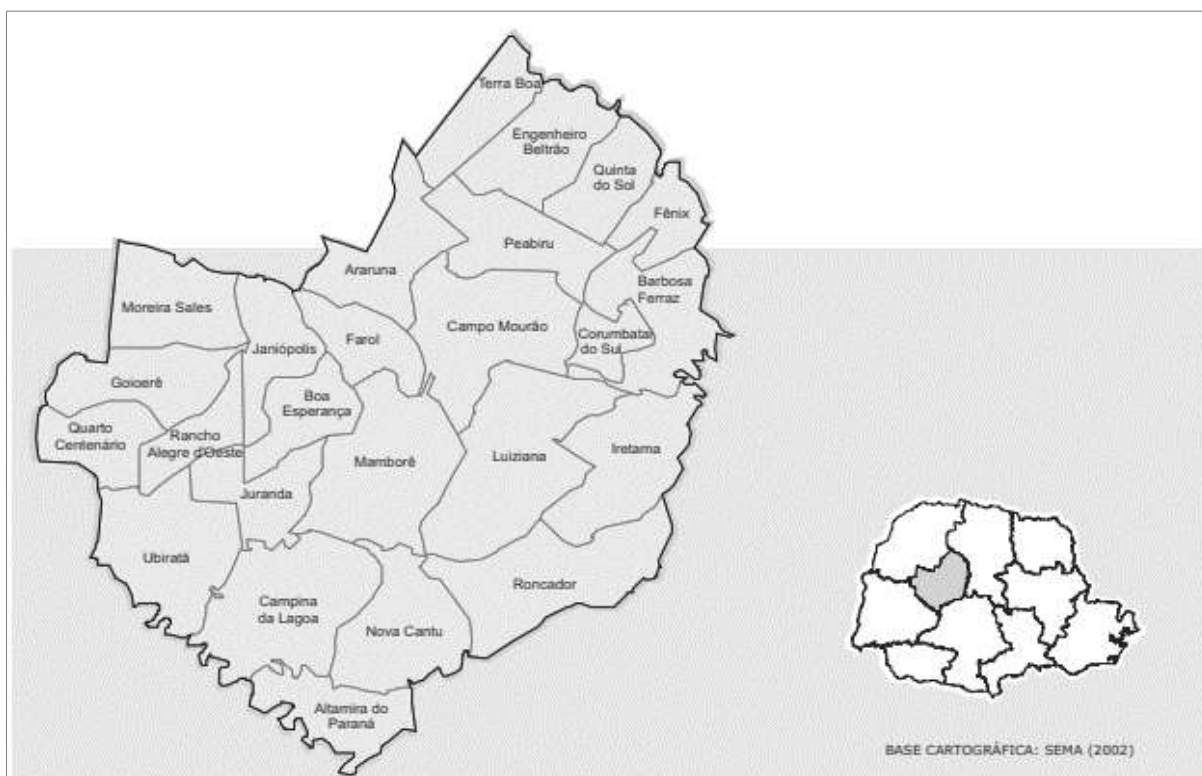 Terra Boa
Engenheiro
Beltrão
Quinta
do Sol
Fênix
Peabiru
Araruna
Barbosa
Ferraz
Moreira Sales
Campo Mourão
Farol
Janiópolis
Corumbataí
do Sul
Goioerê
Boa
Esperança
Quarto
Centenário
Rancho
Alegre d'Oeste
Mamborê
Luiziana
Iretama
Juranda
Ubiratã
Roncador
Campina
da Lagoa
Nova Cantu
Altamira do
Paraná
BASE CARTOGRÁFICA: SEMA (2002)